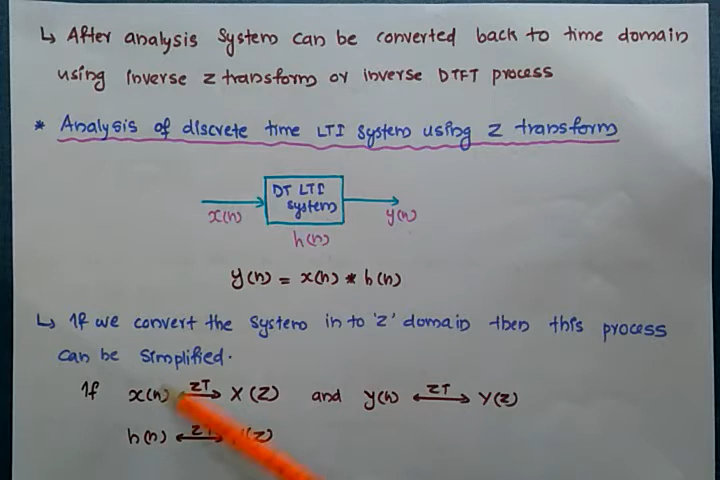 ↳ After analysis system can be converted back to time domain
using inverse z transform or inverse DTFT process
* Analysis of discrete time LTI system using Z transform
DT LTI
x(n) system y(n)
h(n)
y(n) = x(n) * h(n)
↳ If we convert the system in to 'z' domain then this process
can be simplified.
If x(n) ⟷ZT X(Z) and y(n) ⟷ZT Y(Z)
h(n) ⟷ZT (Z)